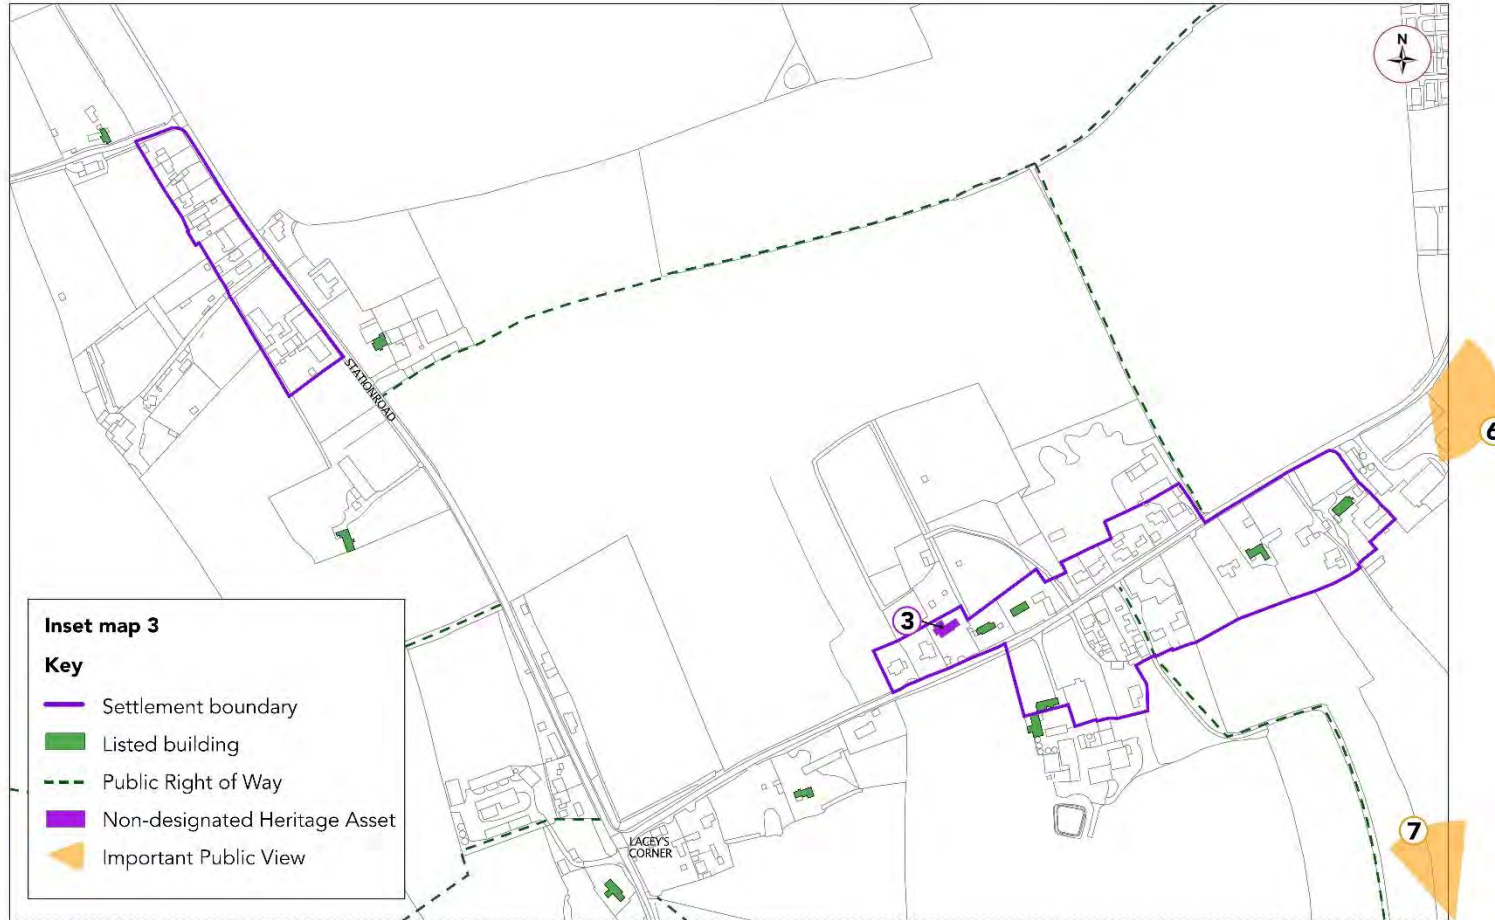 N
STATION ROAD
6
3
Inset map 3
Key
Settlement boundary
Listed building
Public Right of Way
Non-designated Heritage Asset
Important Public View
7
LACEY'S
CORNER